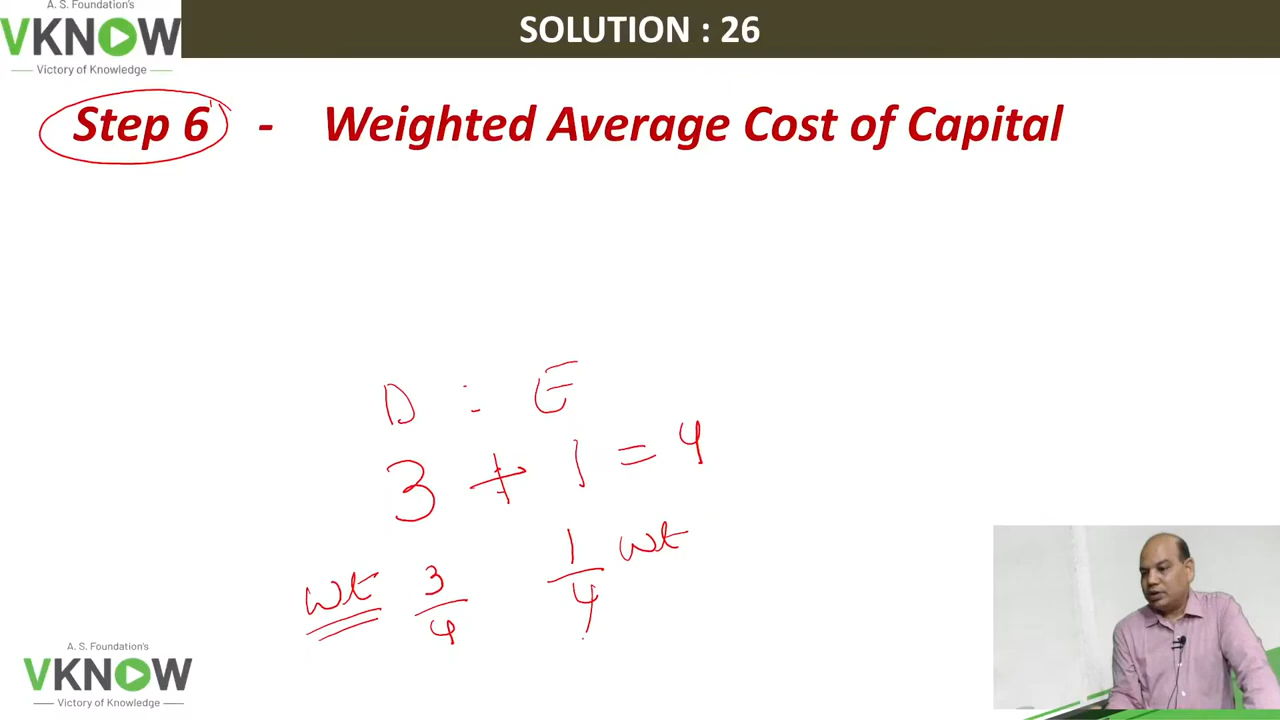 A. S. Foundation's
VKNOW
Victory of Knowledge
SOLUTION : 26
Step 6 - Weighted Average Cost of Capital
D : E
3 + 1 = 4
wt 3/4 1/4 wt
A. S. Foundation's
VKNOW
Victory of Knowledge